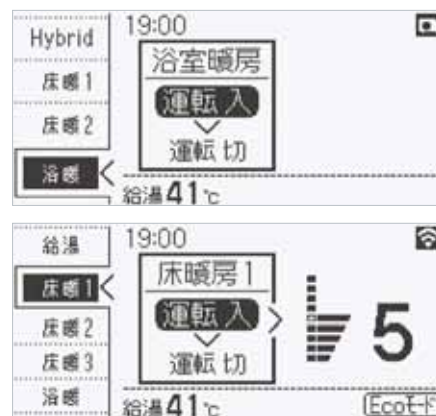 Hybrid
床暖1
床暖2
浴暖
19:00
浴室暖房
運転 入
運転 切
給湯41℃
給湯
床暖1
床暖2
床暖3
浴暖
19:00
床暖房1
運転 入
運転 切
5
給湯41℃
Ecoモード